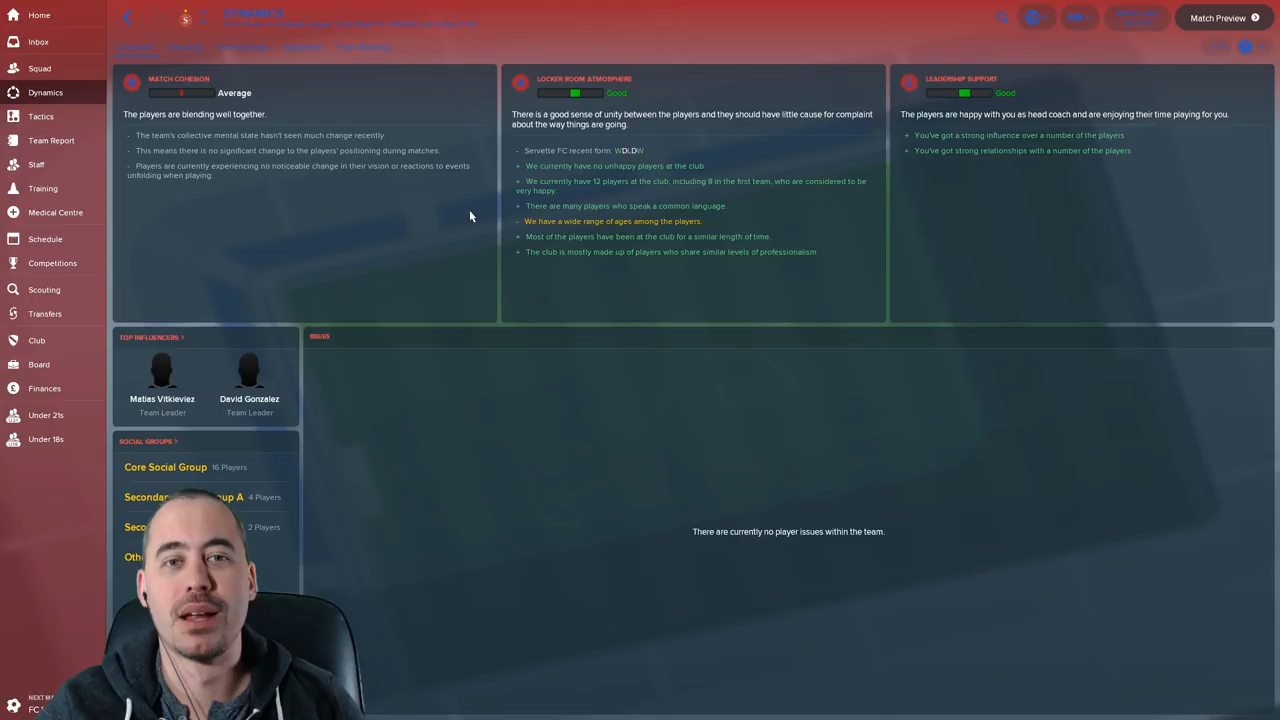 Home
Inbox
Squad
Dynamics
Tactics
Team Report
Staff
Training
Medical Centre
Schedule
Competitions
Scouting
Transfers
Club
Board
Finances
Under 21s
Under 18s
NEXT MA
FC
DYNAMICS
Match Preview
MATCH COHESION
Average
The players are blending well together.
- The team's collective mental state hasn't seen much change recently.
- This means there is no significant change to the players' positioning during matches.
- Players are currently experiencing no noticeable change in their vision or reactions to events
unfolding when playing.
LOCKER ROOM ATMOSPHERE
Good
There is a good sense of unity between the players and they should have little cause for complaint
about the way things are going.
- Servette FC recent form: WDLDW
+ We currently have no unhappy players at the club.
+ We currently have 12 players at the club, including 8 in the first team, who are considered to be
very happy.
+ There are many players who speak a common language.
- We have a wide range of ages among the players.
+ Most of the players have been at the club for a similar length of time.
+ The club is mostly made up of players who share similar levels of professionalism.
LEADERSHIP SUPPORT
Good
The players are happy with you as head coach and are enjoying their time playing for you.
+ You've got a strong influence over a number of the players
+ You've got strong relationships with a number of the players
TOP INFLUENCERS >
Matias Vitkieviez
Team Leader
David Gonzalez
Team Leader
SOCIAL GROUPS >
Core Social Group 16 Players
Secondar up A 4 Players
Seco 2 Players
Oth
ISSUES
There are currently no player issues within the team.